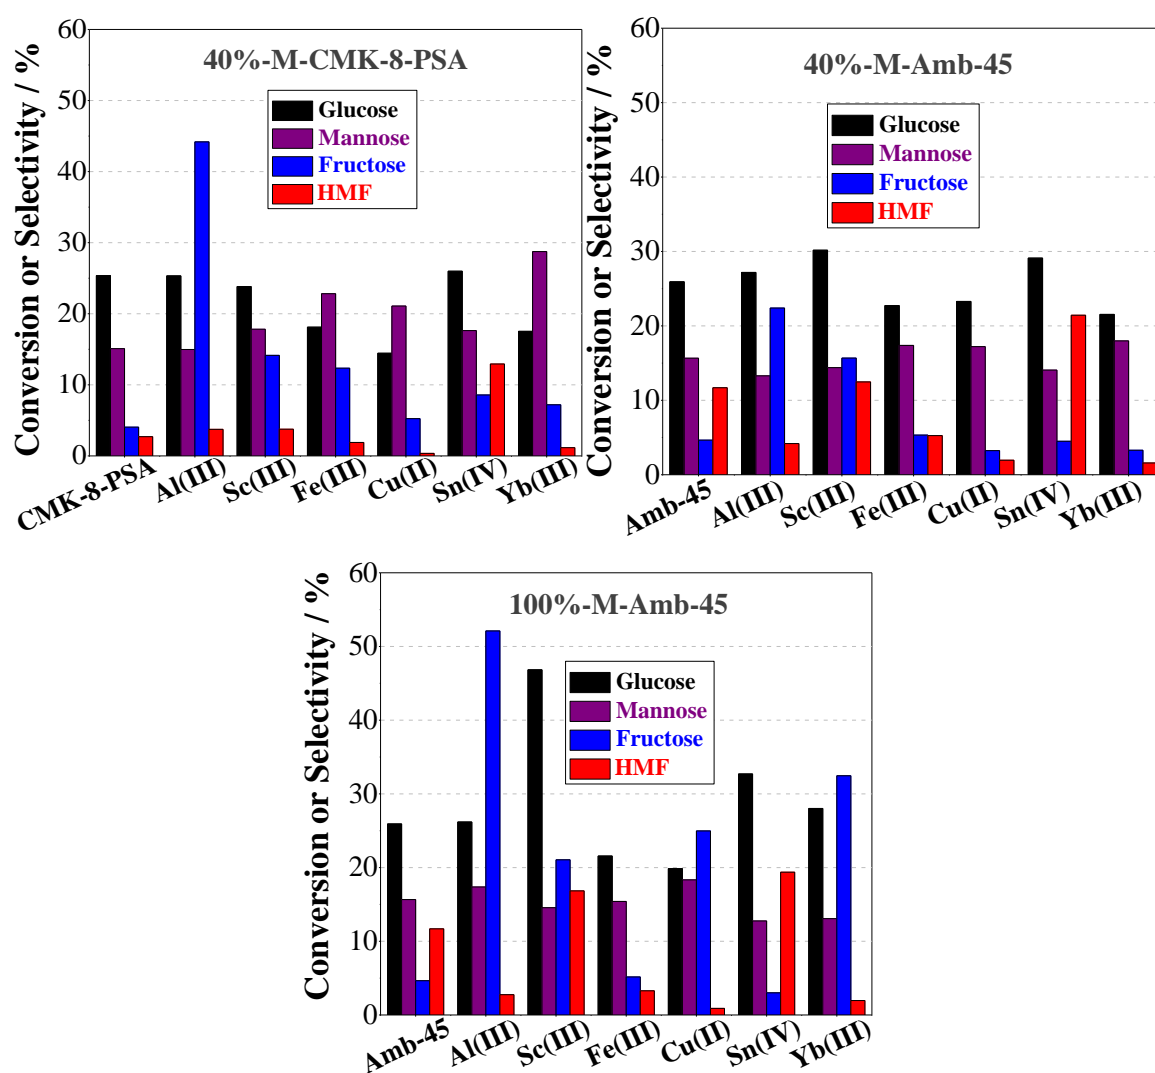 40%-M-CMK-8-PSA
Conversion or Selectivity / %
60
50
40
30
20
10
0
Glucose
Mannose
Fructose
HMF
CMK-8-PSA
Al(III)
Sc(III)
Fe(III)
Cu(II)
Sn(IV)
Yb(III)
40%-M-Amb-45
Conversion or Selectivity / %
60
50
40
30
20
10
0
Glucose
Mannose
Fructose
HMF
Amb-45
Al(III)
Sc(III)
Fe(III)
Cu(II)
Sn(IV)
Yb(III)
100%-M-Amb-45
Conversion or Selectivity / %
60
50
40
30
20
10
0
Glucose
Mannose
Fructose
HMF
Amb-45
Al(III)
Sc(III)
Fe(III)
Cu(II)
Sn(IV)
Yb(III)